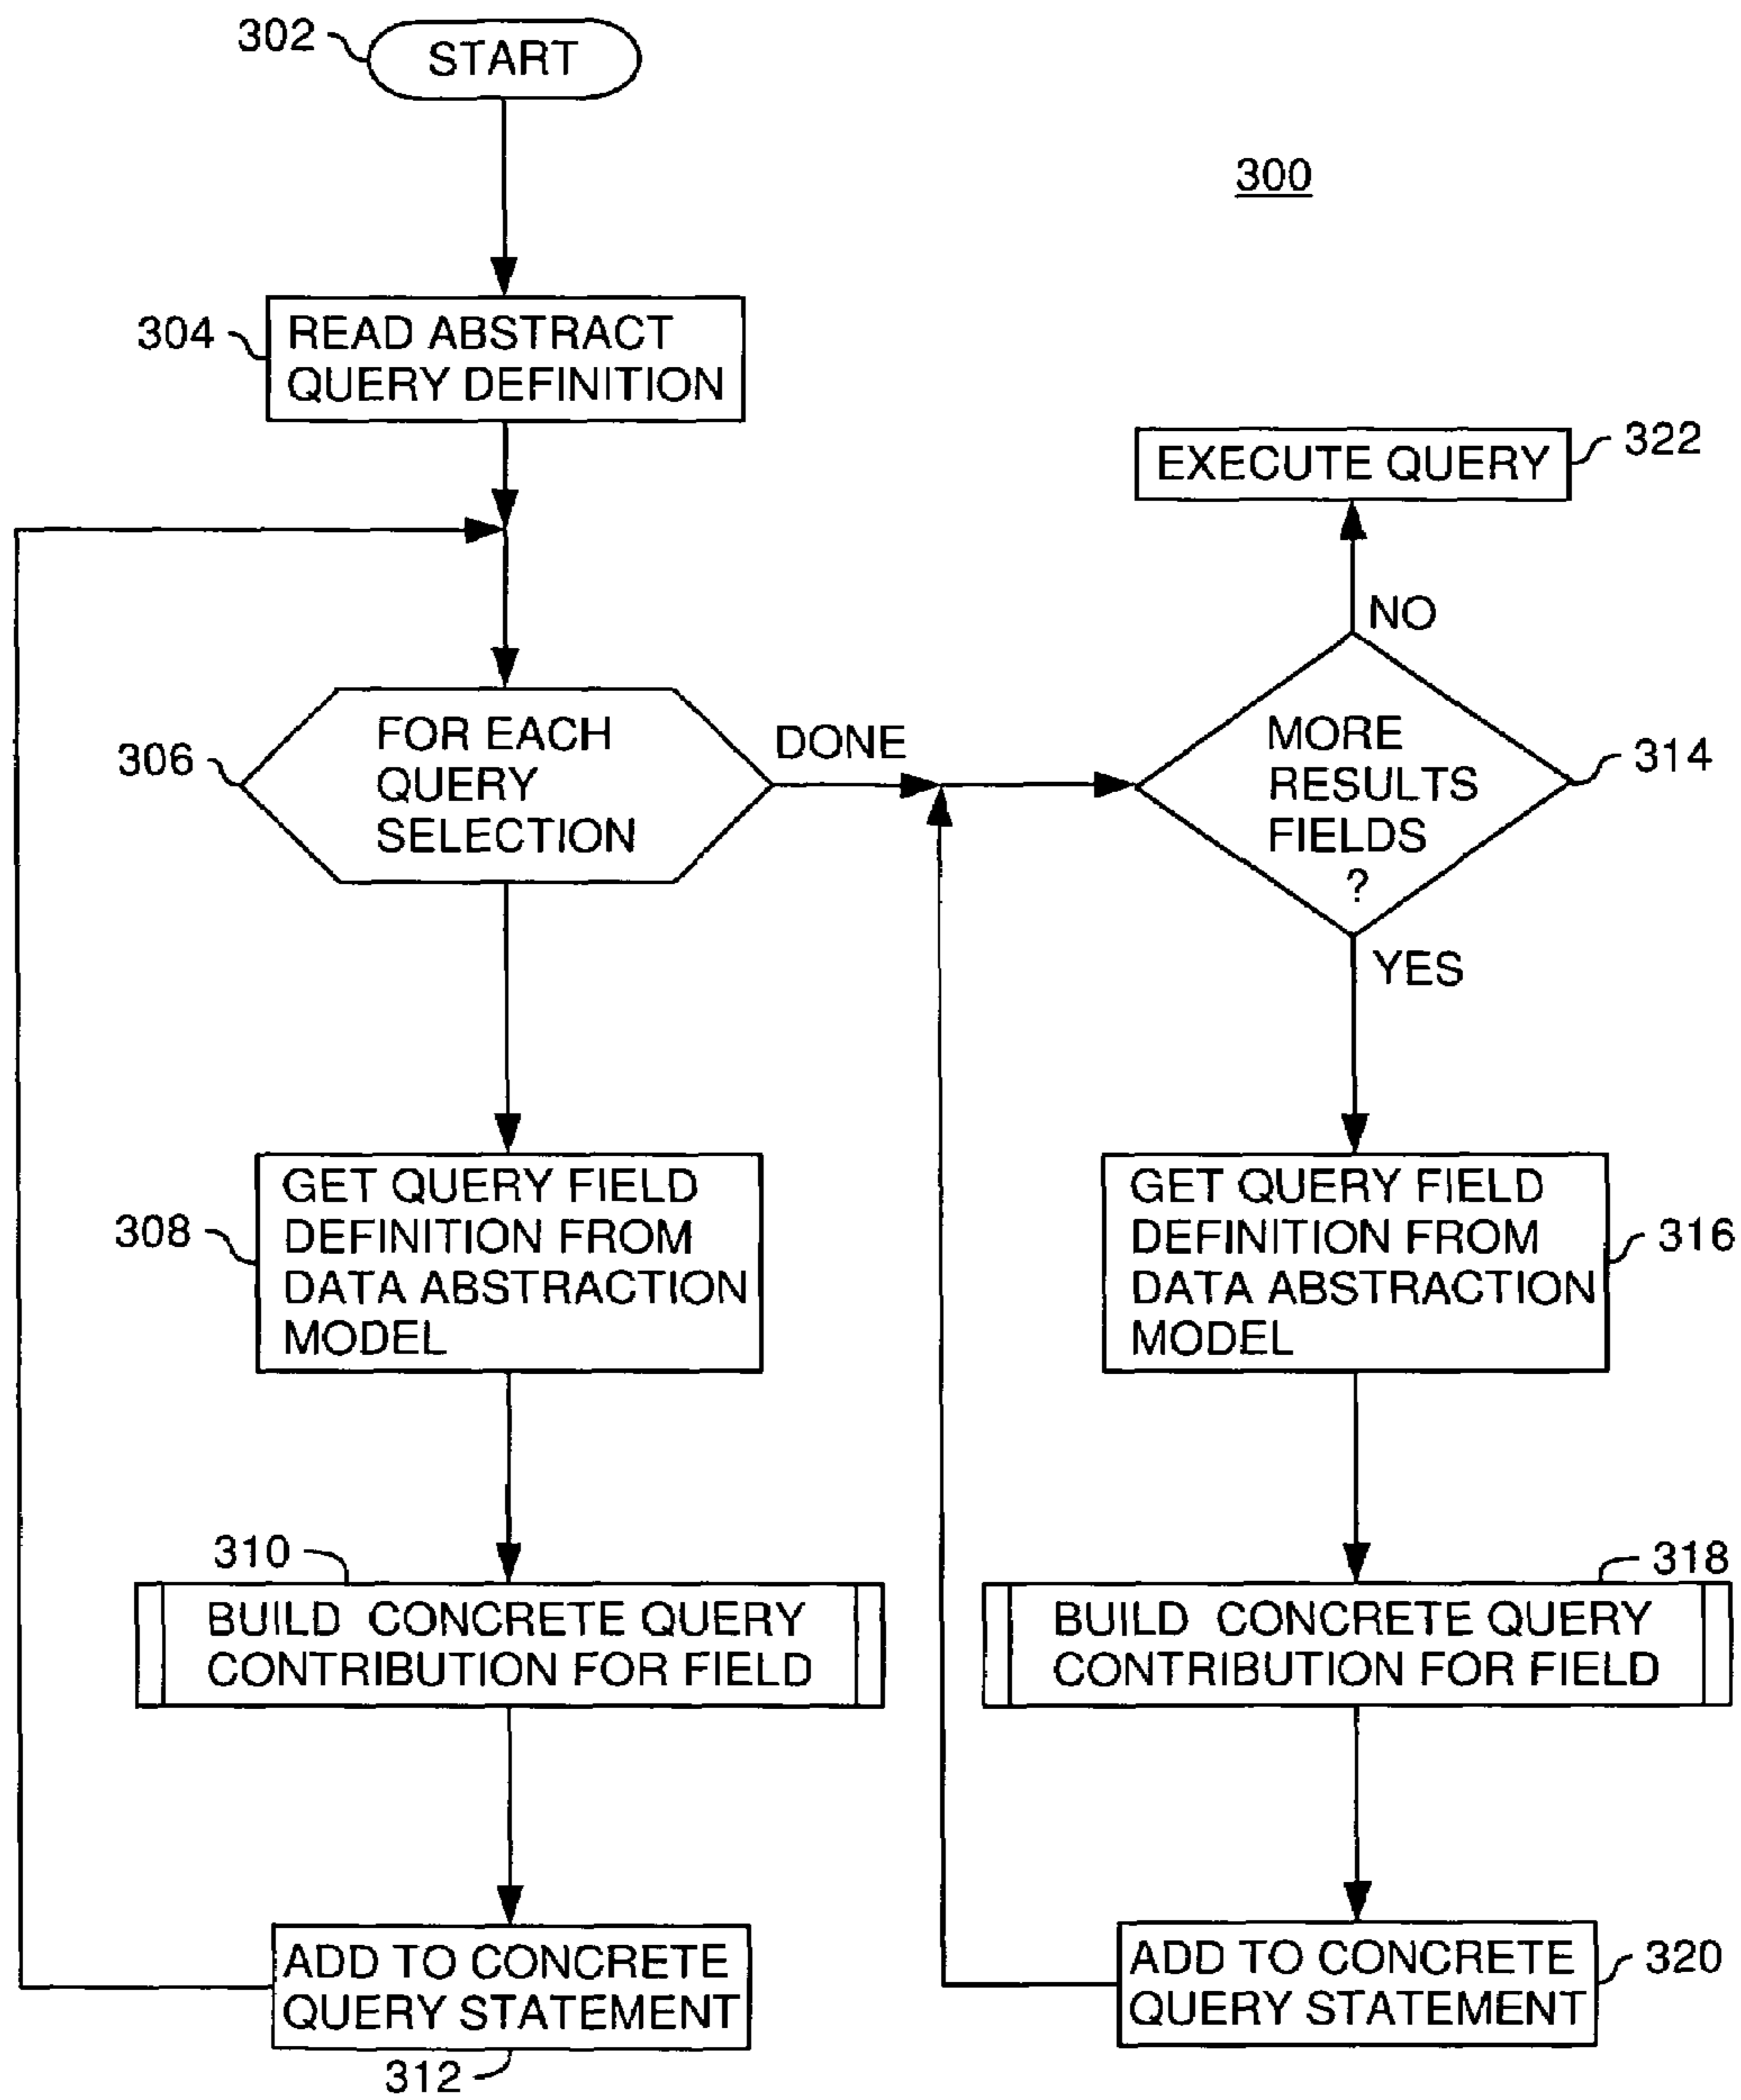 302
START
300
304
READ ABSTRACT
QUERY DEFINITION
322
EXECUTE QUERY
NO
306
FOR EACH
QUERY
SELECTION
DONE
MORE
RESULTS
FIELDS
?
314
YES
308
GET QUERY FIELD
DEFINITION FROM
DATA ABSTRACTION
MODEL
GET QUERY FIELD
DEFINITION FROM
DATA ABSTRACTION
MODEL
316
310
BUILD CONCRETE QUERY
CONTRIBUTION FOR FIELD
318
BUILD CONCRETE QUERY
CONTRIBUTION FOR FIELD
ADD TO CONCRETE
QUERY STATEMENT
312
ADD TO CONCRETE
QUERY STATEMENT
320